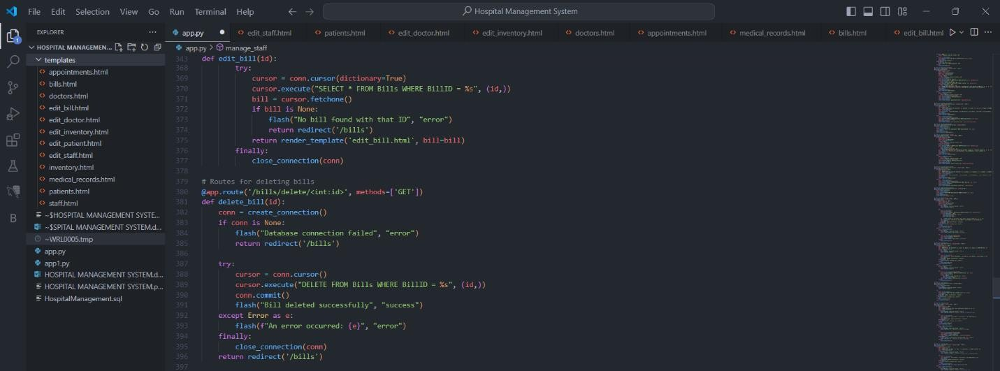 File Edit Selection View Go Run Terminal Help
Hospital Management System
EXPLORER
HOSPITAL MANAGEMEN...
templates
appointments.html
bills.html
doctors.html
edit_bill.html
edit_doctor.html
edit_inventory.html
edit_patient.html
edit_staff.html
inventory.html
medical_records.html
patients.html
staff.html
~$HOSPITAL MANAGEMENT SYSTE...
~$SPITAL MANAGEMENT SYSTEM.d...
~WRL0005.tmp
app.py
app1.py
HOSPITAL MANAGEMENT SYSTEM.d...
HOSPITAL MANAGEMENT SYSTEM.p...
HospitalManagement.sql
1
B
app.py edit_staff.html patients.html edit_doctor.html edit_inventory.html doctors.html appointments.html medical_records.html bills.html edit_bill.html
app.py > manage_staff
343 def edit_bill(id):
368 try:
369 cursor = conn.cursor(dictionary=True)
370 cursor.execute("SELECT * FROM Bills WHERE BillID = %s", (id,))
371 bill = cursor.fetchone()
372 if bill is None:
373 flash("No bill found with that ID", "error")
374 return redirect('/bills')
375 return render_template('edit_bill.html', bill=bill)
376 finally:
377 close_connection(conn)
378
379 # Routes for deleting bills
380 @app.route('/bills/delete/<int:id>', methods=['GET'])
381 def delete_bill(id):
382 conn = create_connection()
383 if conn is None:
384 flash("Database connection failed", "error")
385 return redirect('/bills')
386
387 try:
388 cursor = conn.cursor()
389 cursor.execute("DELETE FROM Bills WHERE BillID = %s", (id,))
390 conn.commit()
391 flash("Bill deleted successfully", "success")
392 except Error as e:
393 flash(f"An error occurred: {e}", "error")
394 finally:
395 close_connection(conn)
396 return redirect('/bills')
397